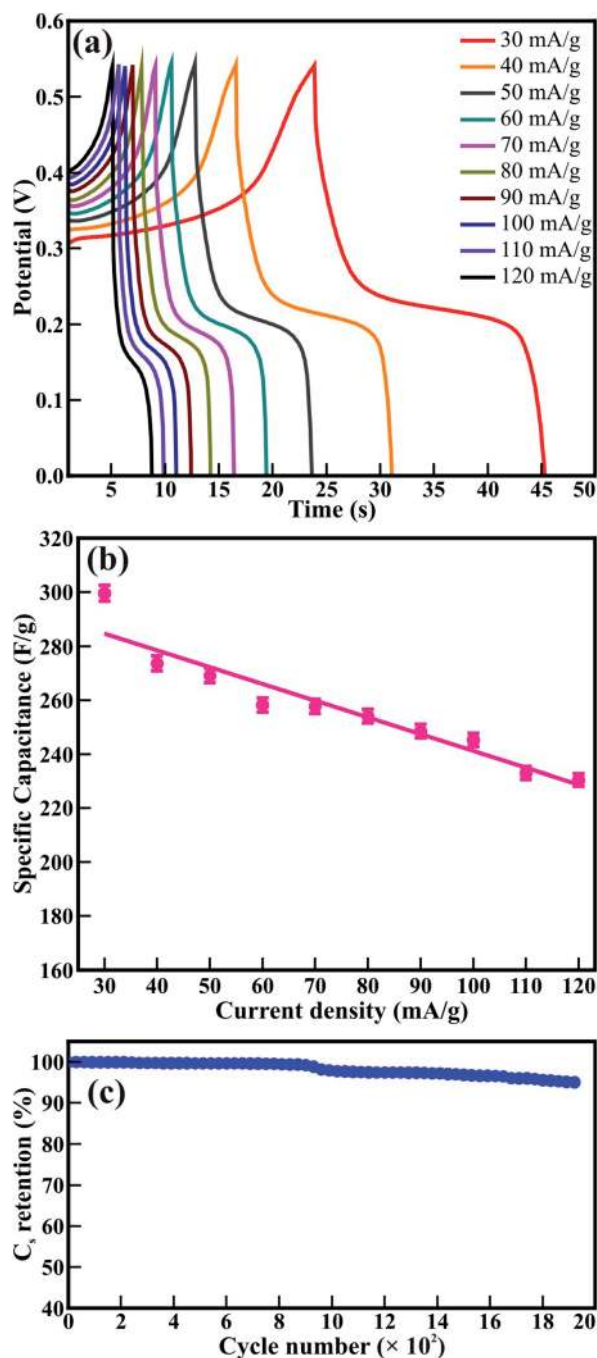 (a)
Potential (V)
0.6
0.5
0.4
0.3
0.2
0.1
0.0
30 mA/g
40 mA/g
50 mA/g
60 mA/g
70 mA/g
80 mA/g
90 mA/g
100 mA/g
110 mA/g
120 mA/g
5 10 15 20 25 30 35 40 45 50
Time (s)
(b)
Specific Capacitance (F/g)
320
300
280
260
240
220
200
180
160
30 40 50 60 70 80 90 100 110 120
Current density (mA/g)
(c)
Cₛ retention (%)
100
90
80
70
60
50
40
0 2 4 6 8 10 12 14 16 18 20
Cycle number (× 10²)